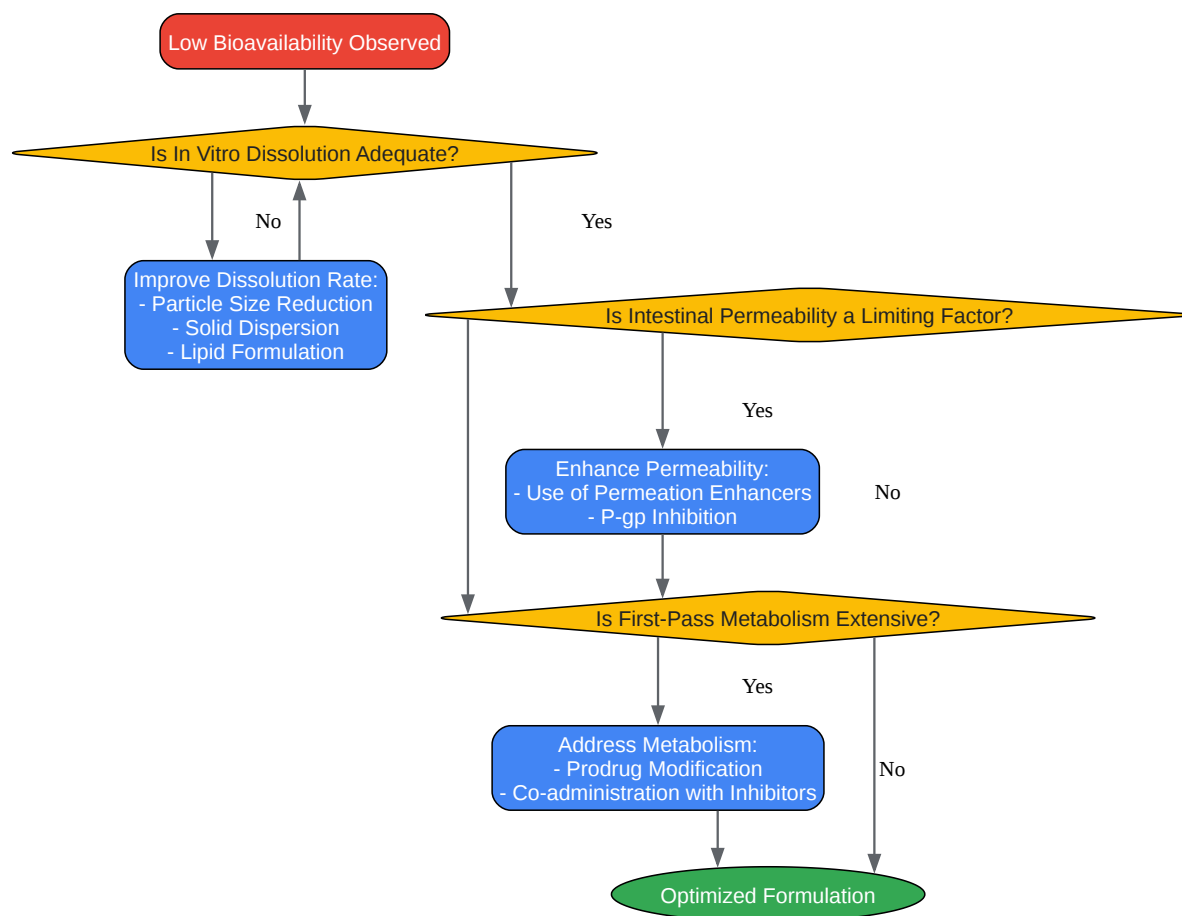 Low Bioavailability Observed
Is In Vitro Dissolution Adequate?
No
Yes
Improve Dissolution Rate:
- Particle Size Reduction
- Solid Dispersion
- Lipid Formulation
Is Intestinal Permeability a Limiting Factor?
Yes
Enhance Permeability:
- Use of Permeation Enhancers
- P-gp Inhibition
No
Is First-Pass Metabolism Extensive?
Yes
Address Metabolism:
- Prodrug Modification
- Co-administration with Inhibitors
No
Optimized Formulation